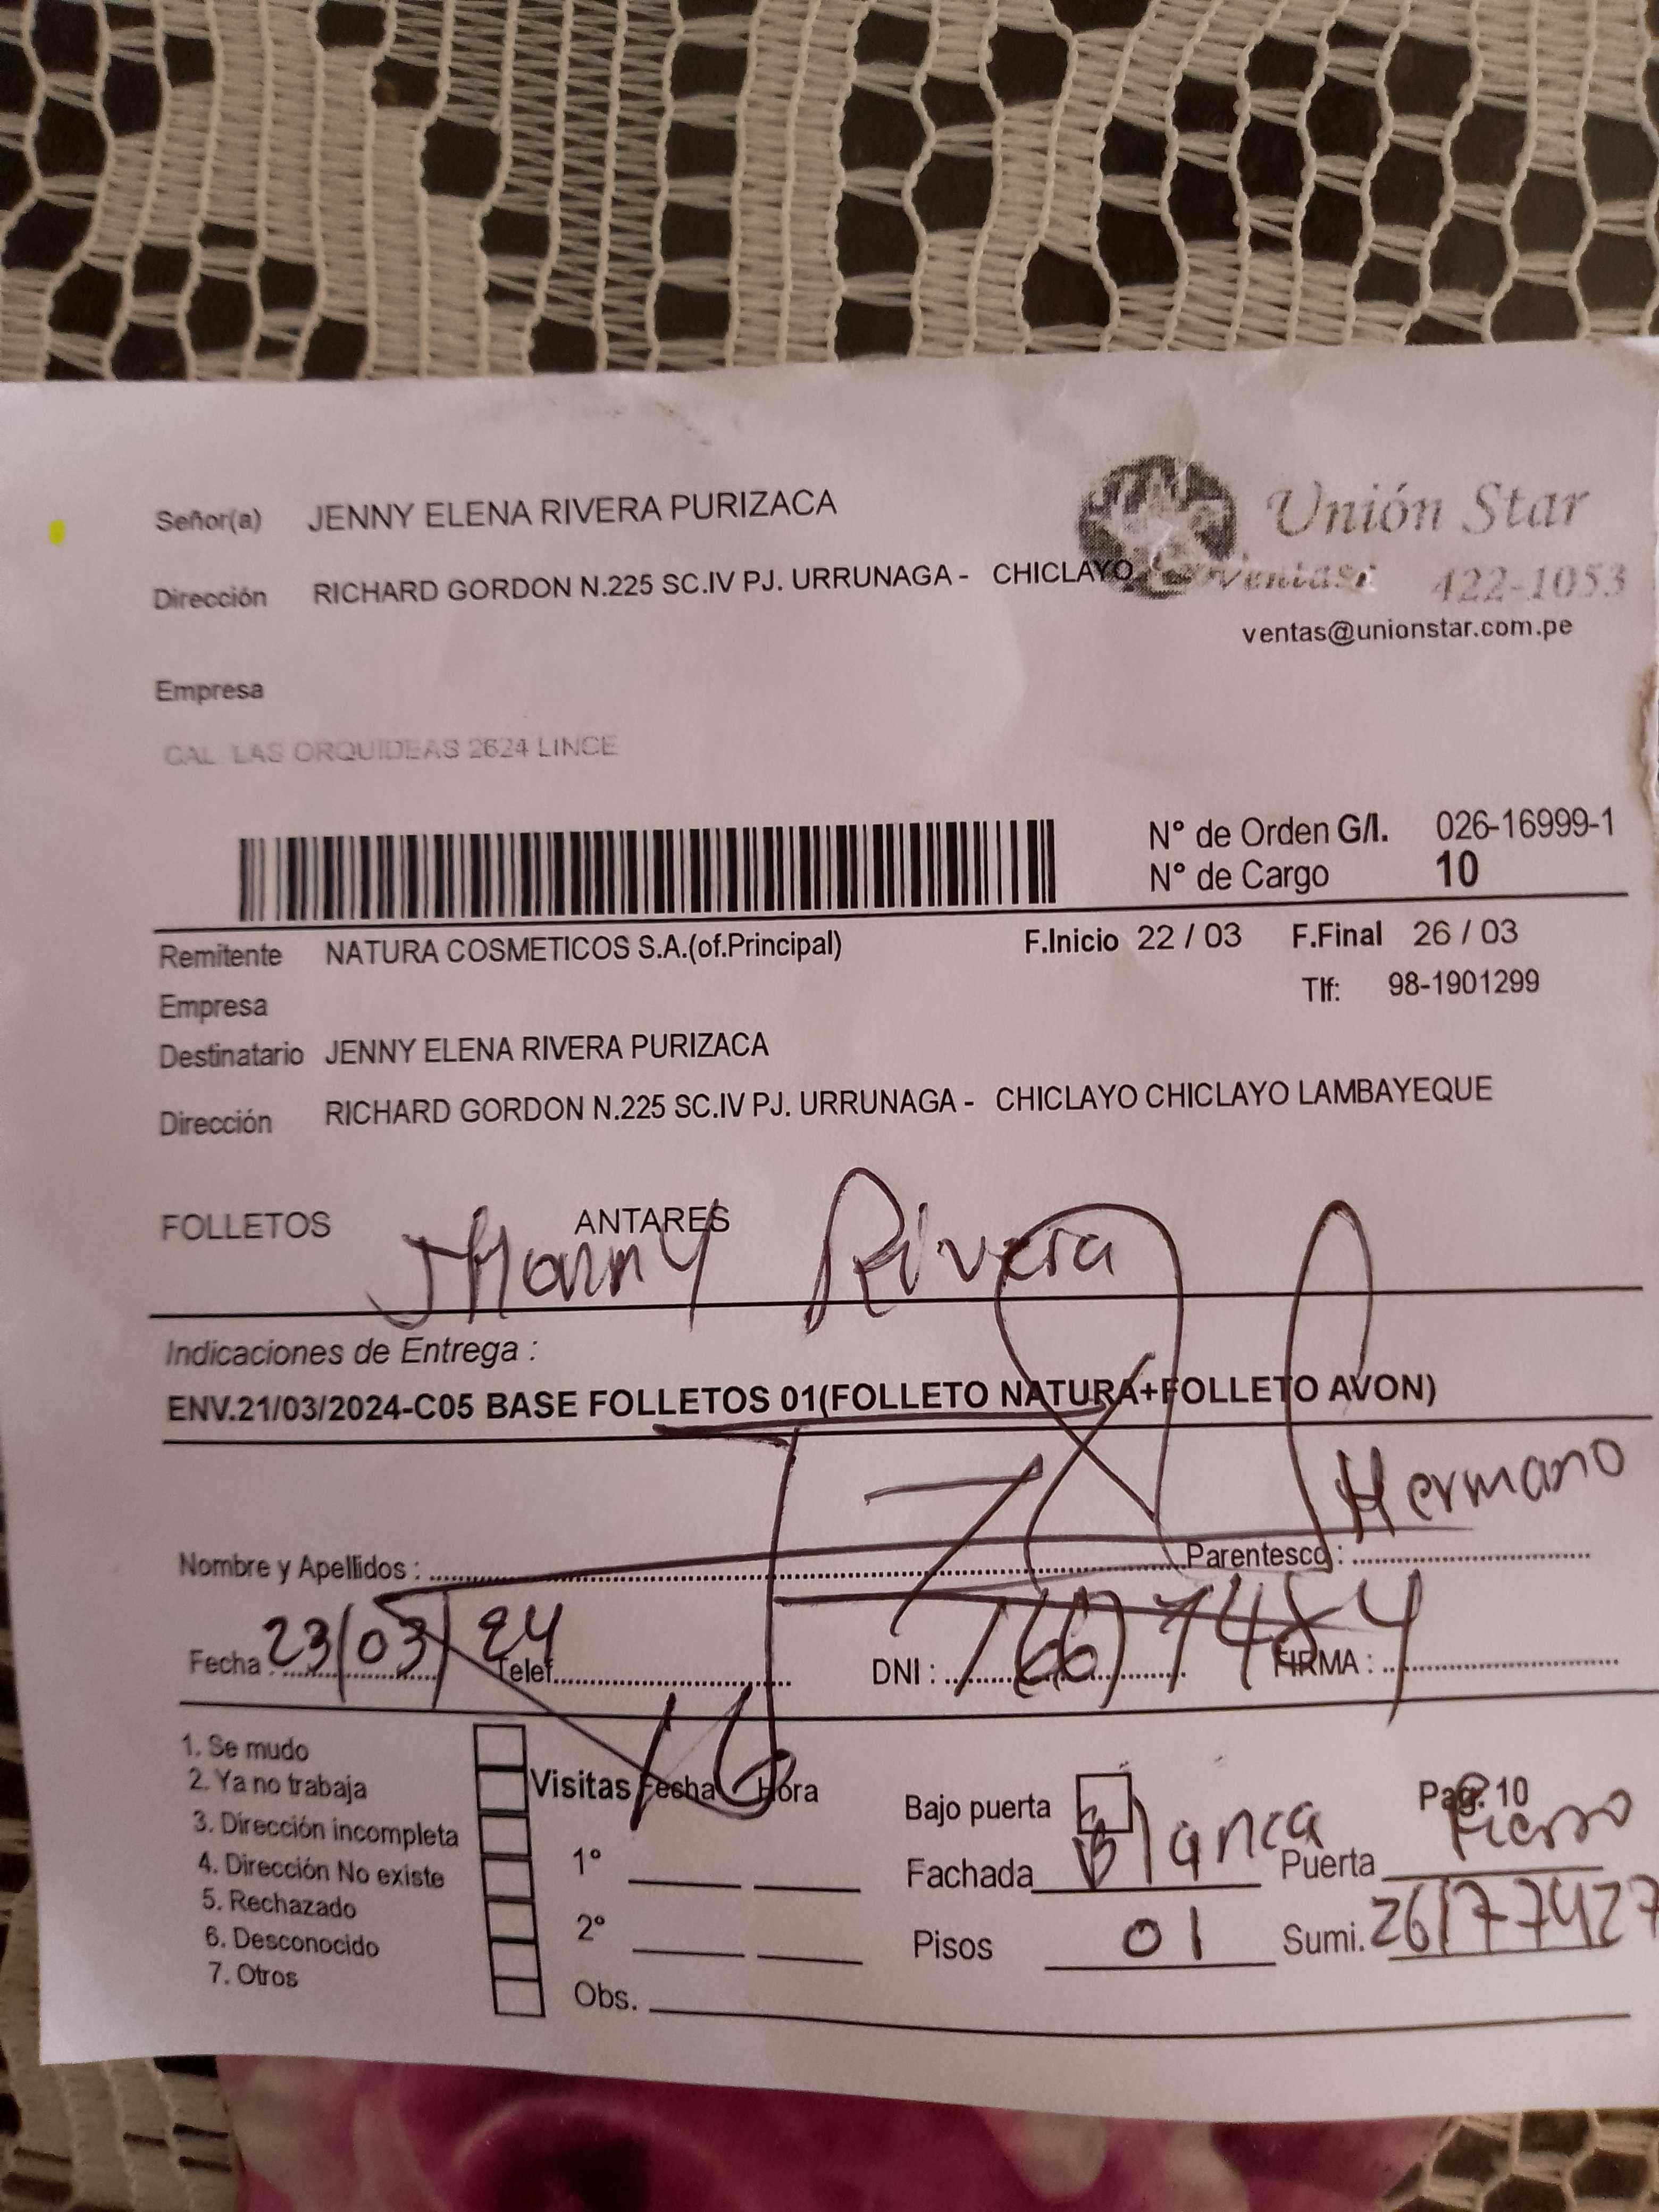 Señor(a) JENNY ELENA RIVERA PURIZACA
Unión Star
Dirección RICHARD GORDON N.225 SC.IV PJ. URRUNAGA - CHICLAYO
Ventas: 422-1053
ventas@unionstar.com.pe
Empresa
CAL LAS ORQUIDEAS 2624 LINCE
N° de Orden G/I. 026-16999-1
N° de Cargo 10
Remitente NATURA COSMETICOS S.A.(of.Principal) F.Inicio 22 / 03 F.Final 26 / 03
Empresa Tlf: 98-1901299
Destinatario JENNY ELENA RIVERA PURIZACA
Dirección RICHARD GORDON N.225 SC.IV PJ. URRUNAGA - CHICLAYO CHICLAYO LAMBAYEQUE
FOLLETOS ANTARES
Rivera
Indicaciones de Entrega :
ENV.21/03/2024-C05 BASE FOLLETOS 01(FOLLETO NATURA+FOLLETO AVON)
Hermano
Nombre y Apellidos : Parentesco :
Fecha : 23/03/24 Telef. DNI : FIRMA :
1. Se mudo
2. Ya no trabaja
3. Dirección incompleta
4. Dirección No existe
5. Rechazado
6. Desconocido
7. Otros
Visitas Fecha Hora
1°
2°
Obs.
Bajo puerta Pag. 10
Fachada Blanca Puerta Fierro
Pisos 01 Sumi. 26177427